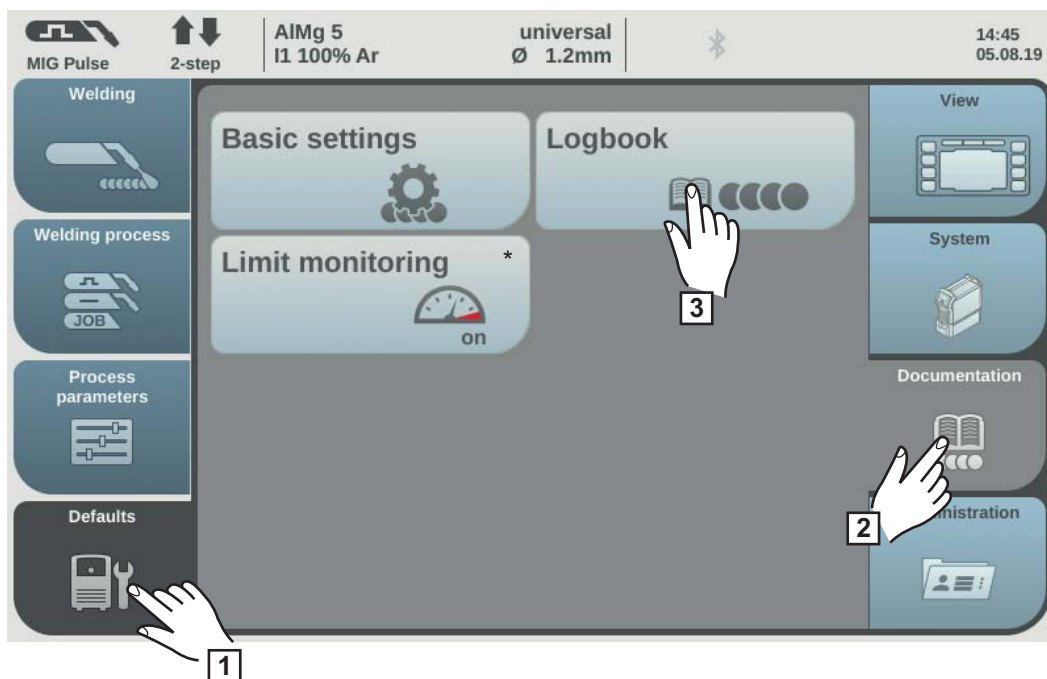 MIG Pulse
2-step
AlMg 5
I1 100% Ar
universal
Ø 1.2mm
14:45
05.08.19
Welding
Welding process
JOB
Process
parameters
Defaults
Basic settings
Logbook
Limit monitoring *
on
View
System
Documentation
nistration
1
2
3